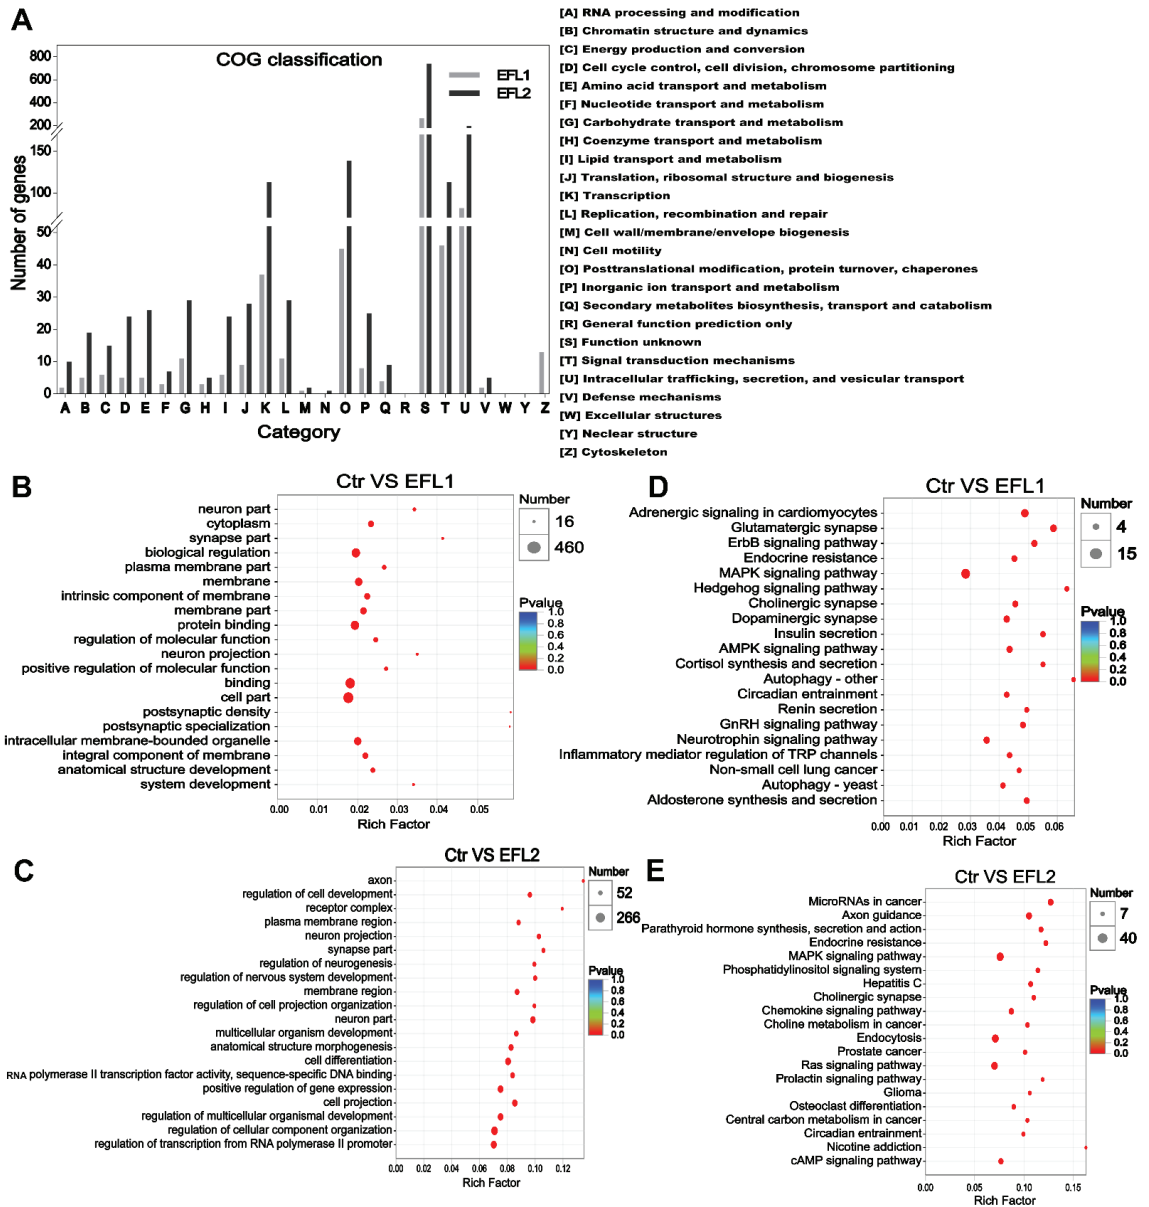 A
COG classification
EFL1
EFL2
Number of genes
800
600
400
200
150
100
50
40
30
20
10
0
A B C D E F G H I J K L M N O P Q R S T U V W Y Z
Category
[A] RNA processing and modification
[B] Chromatin structure and dynamics
[C] Energy production and conversion
[D] Cell cycle control, cell division, chromosome partitioning
[E] Amino acid transport and metabolism
[F] Nucleotide transport and metabolism
[G] Carbohydrate transport and metabolism
[H] Coenzyme transport and metabolism
[I] Lipid transport and metabolism
[J] Translation, ribosomal structure and biogenesis
[K] Transcription
[L] Replication, recombination and repair
[M] Cell wall/membrane/envelope biogenesis
[N] Cell motility
[O] Posttranslational modification, protein turnover, chaperones
[P] Inorganic ion transport and metabolism
[Q] Secondary metabolites biosynthesis, transport and catabolism
[R] General function prediction only
[S] Function unknown
[T] Signal transduction mechanisms
[U] Intracellular trafficking, secretion, and vesicular transport
[V] Defense mechanisms
[W] Excellular structures
[Y] Neclear structure
[Z] Cytoskeleton
B
Ctr VS EFL1
neuron part
cytoplasm
synapse part
biological regulation
plasma membrane part
membrane
intrinsic component of membrane
membrane part
protein binding
regulation of molecular function
neuron projection
positive regulation of molecular function
binding
cell part
postsynaptic density
postsynaptic specialization
intracellular membrane-bounded organelle
integral component of membrane
anatomical structure development
system development
0.00 0.01 0.02 0.03 0.04 0.05
Rich Factor
Number
16
460
Pvalue
1.0
0.8
0.6
0.4
0.2
0.0
D
Ctr VS EFL1
Adrenergic signaling in cardiomyocytes
Glutamatergic synapse
ErbB signaling pathway
Endocrine resistance
MAPK signaling pathway
Hedgehog signaling pathway
Cholinergic synapse
Dopaminergic synapse
Insulin secretion
AMPK signaling pathway
Cortisol synthesis and secretion
Autophagy - other
Circadian entrainment
Renin secretion
GnRH signaling pathway
Neurotrophin signaling pathway
Inflammatory mediator regulation of TRP channels
Non-small cell lung cancer
Autophagy - yeast
Aldosterone synthesis and secretion
0.00 0.01 0.02 0.03 0.04 0.05 0.06
Rich Factor
Number
4
15
Pvalue
1.0
0.8
0.6
0.4
0.2
0.0
C
Ctr VS EFL2
axon
regulation of cell development
receptor complex
plasma membrane region
neuron projection
synapse part
regulation of neurogenesis
regulation of nervous system development
membrane region
regulation of cell projection organization
neuron part
multicellular organism development
anatomical structure morphogenesis
cell differentiation
RNA polymerase II transcription factor activity, sequence-specific DNA binding
positive regulation of gene expression
cell projection
regulation of multicellular organismal development
regulation of cellular component organization
regulation of transcription from RNA polymerase II promoter
0.00 0.02 0.04 0.06 0.08 0.10 0.12
Rich Factor
Number
52
266
Pvalue
1.0
0.8
0.6
0.4
0.2
0.0
E
Ctr VS EFL2
MicroRNAs in cancer
Axon guidance
Parathyroid hormone synthesis, secretion and action
Endocrine resistance
MAPK signaling pathway
Phosphatidylinositol signaling system
Hepatitis C
Cholinergic synapse
Chemokine signaling pathway
Choline metabolism in cancer
Endocytosis
Prostate cancer
Ras signaling pathway
Prolactin signaling pathway
Glioma
Osteoclast differentiation
Central carbon metabolism in cancer
Circadian entrainment
Nicotine addiction
cAMP signaling pathway
0.00 0.05 0.10 0.15
Rich Factor
Number
7
40
Pvalue
1.0
0.8
0.6
0.4
0.2
0.0